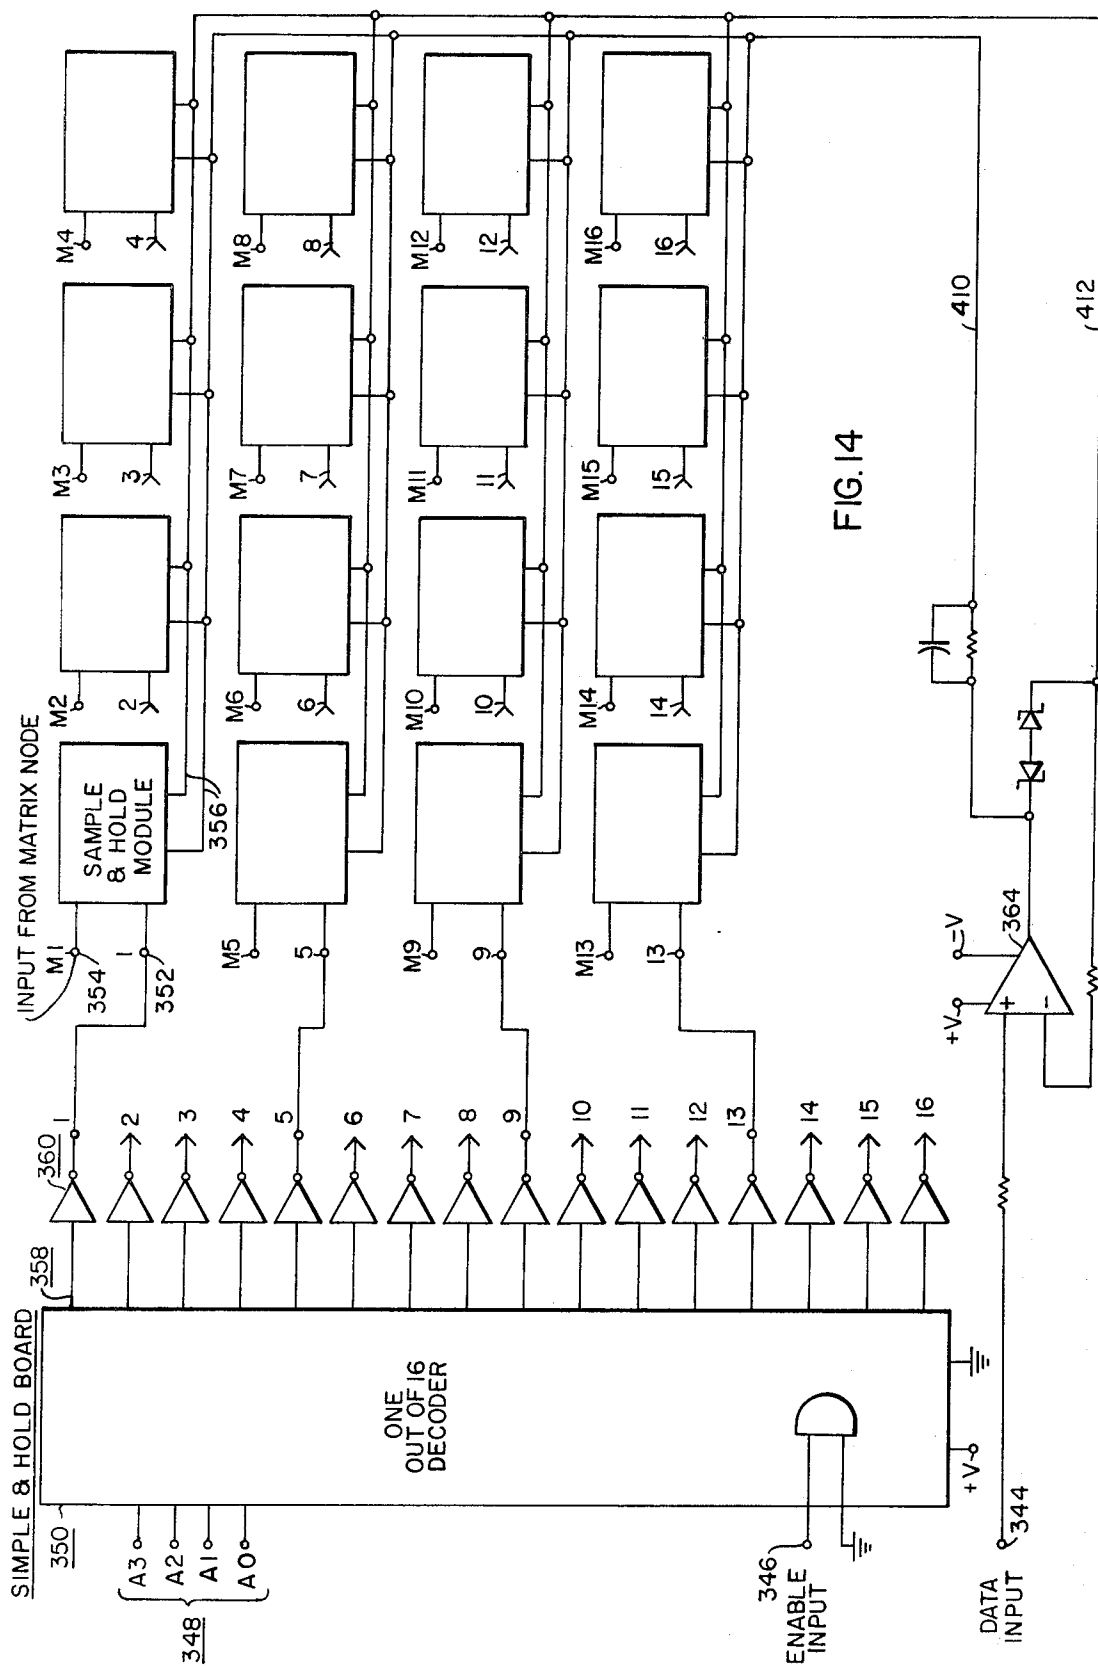 SIMPLE & HOLD BOARD
350
358
360
A3
A2
A1
A0
348
ONE
OUT OF 16
DECODER
346
ENABLE
INPUT
+V
DATA
INPUT
344
1
2
3
4
5
6
7
8
9
10
11
12
13
14
15
16
INPUT FROM MATRIX NODE
M1
354
1
352
SAMPLE
& HOLD
MODULE
356
M2
2
M3
3
M4
4
M5
5
M6
6
M7
7
M8
8
M9
9
M10
10
M11
11
M12
12
M13
13
M14
14
M15
15
M16
16
+V
=V
364
+
-
410
412
FIG. 14